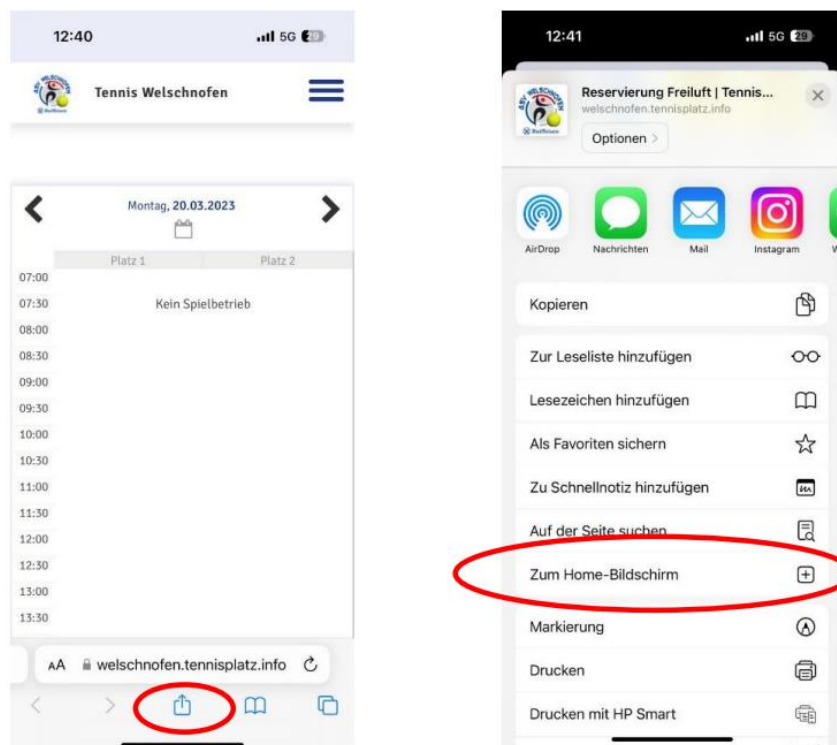 12:40
5G 29
Tennis Welschnofen
Montag, 20.03.2023
Platz 1 Platz 2
07:00
07:30 Kein Spielbetrieb
08:00
08:30
09:00
09:30
10:00
10:30
11:00
11:30
12:00
12:30
13:00
13:30
AA welschnofen.tennisplatz.info
12:41
5G 29
Reservierung Freiluft | Tennis...
welschnofen.tennisplatz.info
Optionen >
AirDrop Nachrichten Mail Instagram W
Kopieren
Zur Leseliste hinzufügen
Lesezeichen hinzufügen
Als Favoriten sichern
Zu Schnellnotiz hinzufügen
Auf der Seite suchen
Zum Home-Bildschirm
Markierung
Drucken
Drucken mit HP Smart